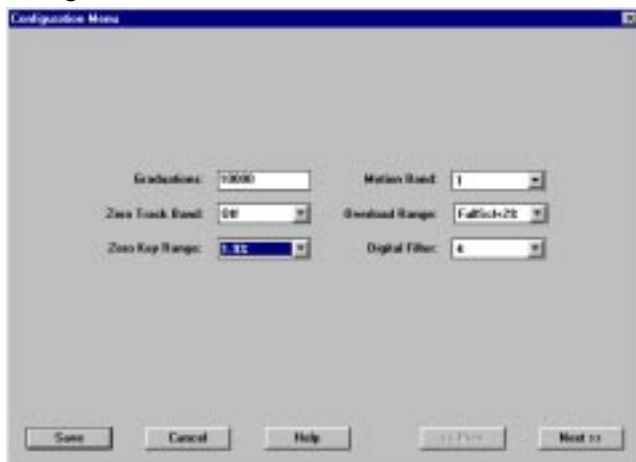 Configuration Menu
Graduations: 10000 Motion Band: 1
Zero Track Band: Off Overload Range: FullScl+2%
Zero Key Range: 1.9% Digital Filter: 4
Save Cancel Help << Prev Next >>